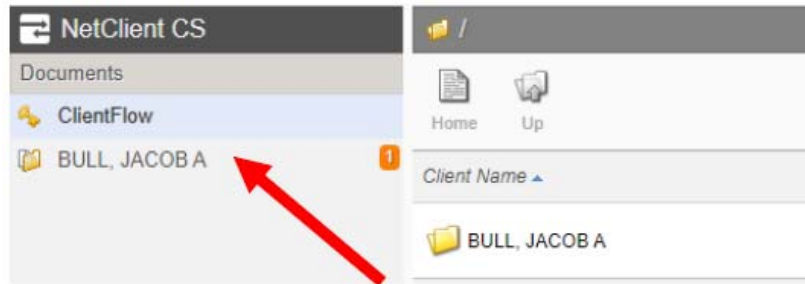 NetClient CS
Documents
ClientFlow
BULL, JACOB A 1
/
Home Up
Client Name
BULL, JACOB A